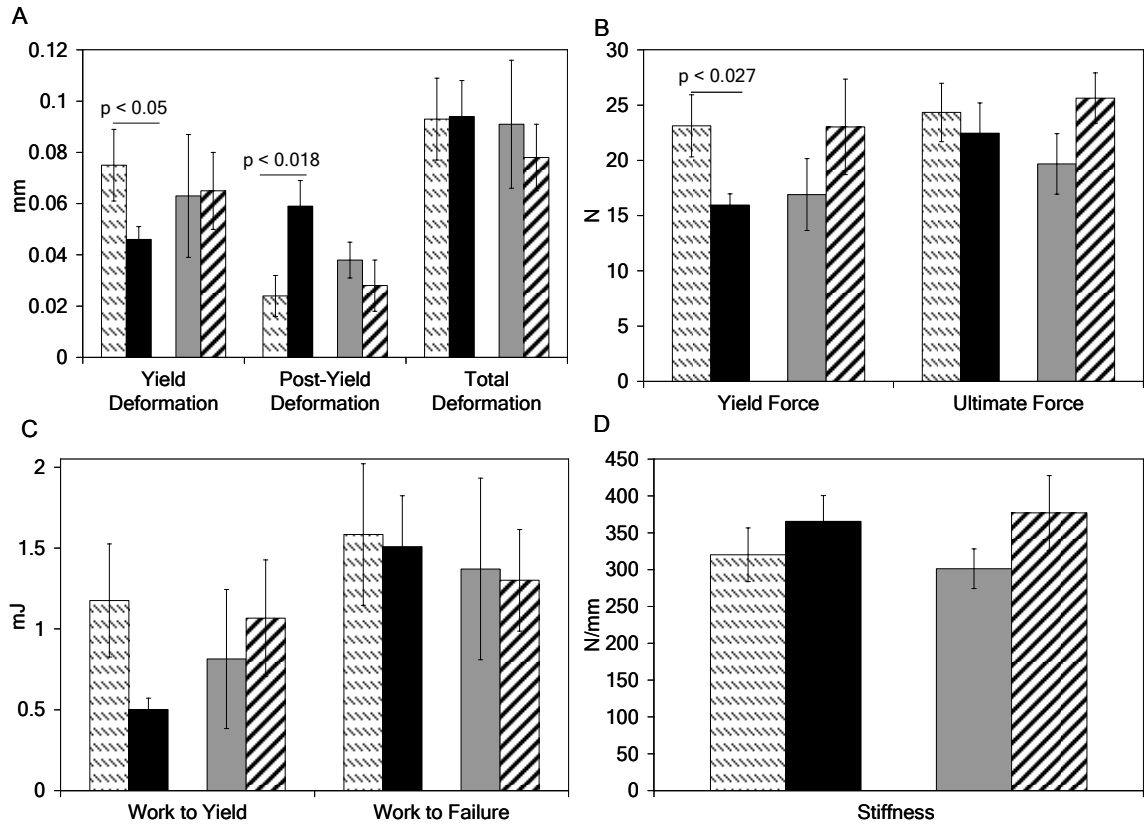 A
0.12
0.1
0.08
0.06
0.04
0.02
0
mm
p < 0.05
p < 0.018
Yield
Deformation
Post-Yield
Deformation
Total
Deformation
B
30
25
20
15
10
5
0
N
p < 0.027
Yield Force
Ultimate Force
C
2
1.5
1
0.5
0
mJ
Work to Yield
Work to Failure
D
450
400
350
300
250
200
150
100
50
0
N/mm
Stiffness